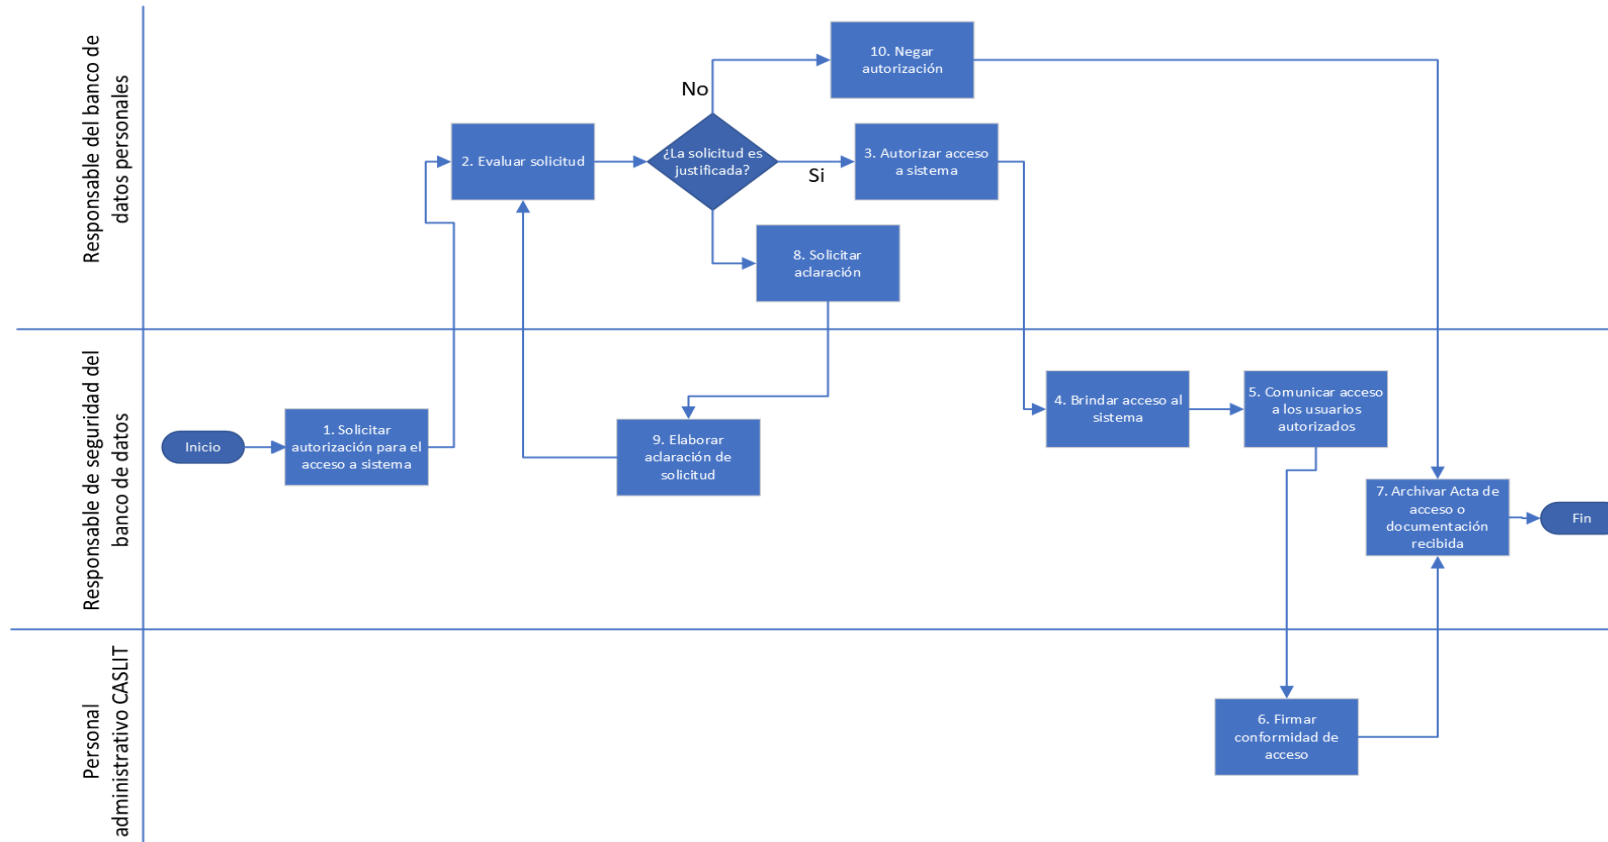 Responsable del banco de
datos personales
10. Negar
autorización
No
2. Evaluar solicitud
¿La solicitud es
justificada?
Si
3. Autorizar acceso
a sistema
8. Solicitar
aclaración
Responsable de seguridad del
banco de datos
Inicio
1. Solicitar
autorización para el
acceso a sistema
9. Elaborar
aclaración de
solicitud
4. Brindar acceso al
sistema
5. Comunicar acceso
a los usuarios
autorizados
7. Archivar Acta de
acceso o
documentación
recibida
Fin
Personal
administrativo CASLIT
6. Firmar
conformidad de
acceso